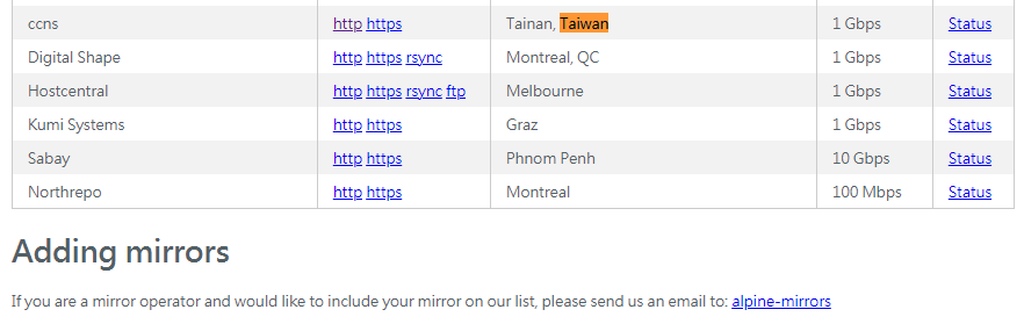 ccns http https Tainan, Taiwan 1 Gbps Status
Digital Shape http https rsync Montreal, QC 1 Gbps Status
Hostcentral http https rsync ftp Melbourne 1 Gbps Status
Kumi Systems http https Graz 1 Gbps Status
Sabay http https Phnom Penh 10 Gbps Status
Northrepo http https Montreal 100 Mbps Status
Adding mirrors
If you are a mirror operator and would like to include your mirror on our list, please send us an email to: alpine-mirrors